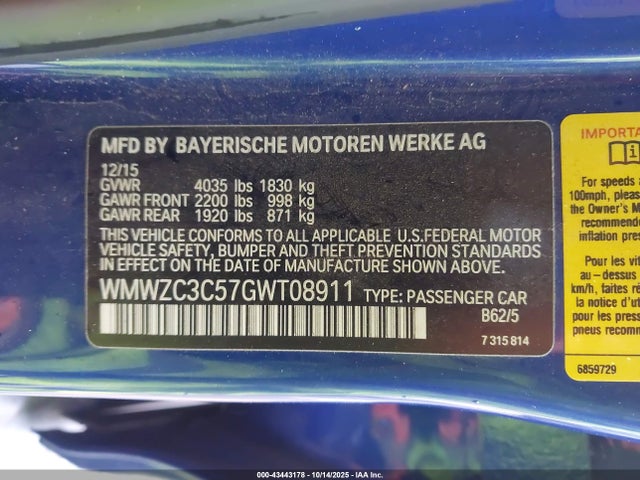 MFD BY BAYERISCHE MOTOREN WERKE AG
12/15
GVWR 4035 lbs 1830 kg
GAWR FRONT 2200 lbs 998 kg
GAWR REAR 1920 lbs 871 kg
THIS VEHICLE CONFORMS TO ALL APPLICABLE U.S.FEDERAL MOTOR
VEHICLE SAFETY, BUMPER AND THEFT PREVENTION STANDARDS
IN EFFECT ON THE DATE OF MANUFACTURE SHOWN ABOVE.
WMWZC3C57GWT08911 TYPE: PASSENGER CAR
B62/5
7 315 814
IMPORTA
For speeds
100mph, please
the Owner's M
recommende
inflation pres
Pour les
au-dessus de
km/h, taréfiés
la notice d'u
pour les press
pneus recomm
6859729
000-43443178 - 10/14/2025 - IAA Inc.